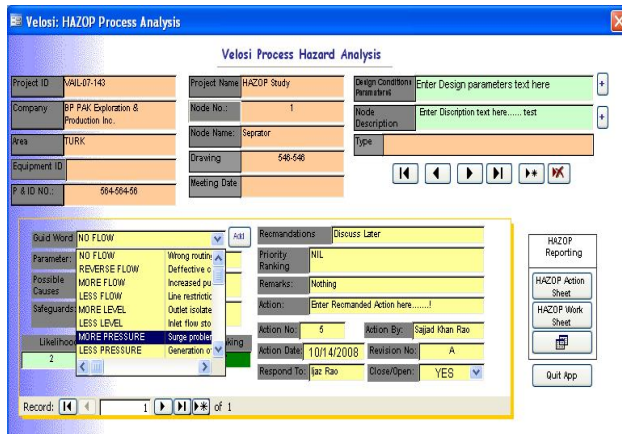 Velosi: HAZOP Process Analysis
Velosi Process Hazard Analysis
Project ID VAIL-07-143
Company BP PAK Exploration &
Production Inc.
Area TURK
Equipment ID
P & ID NO.: 564-564-56
Project Name HAZOP Study
Node No.: 1
Node Name: Seprator
Drawing 546-546
Meeting Date
Design Conditions
Parameters Enter Design parameters text here
+
Node
Description Enter Discription text here...... test
+
Type
Guid Word NO FLOW
Add
Parameter:
Possible
Causes
Safeguards:
Likelihood
2
NO FLOW Wrong routing
REVERSE FLOW Deffective
MORE FLOW Increased pu
LESS FLOW Line restriction
MORE LEVEL Outlet isolate
LESS LEVEL Inlet flow sto
MORE PRESSURE Surge problem
LESS PRESSURE Generation of
Recmandations Discuss Later
Priority
Ranking NIL
Remarks: Nothing
Action: Enter Recmanded Action here.......!
Action No: 5 Action By: Sajjad Khan Rao
Action Date: 10/14/2008 Revision No: A
Respond To: Ijaz Rao Close/Open: YES
HAZOP
Reporting
HAZOP Action
Sheet
HAZOP Work
Sheet
Quit App
Record: 1 of 1